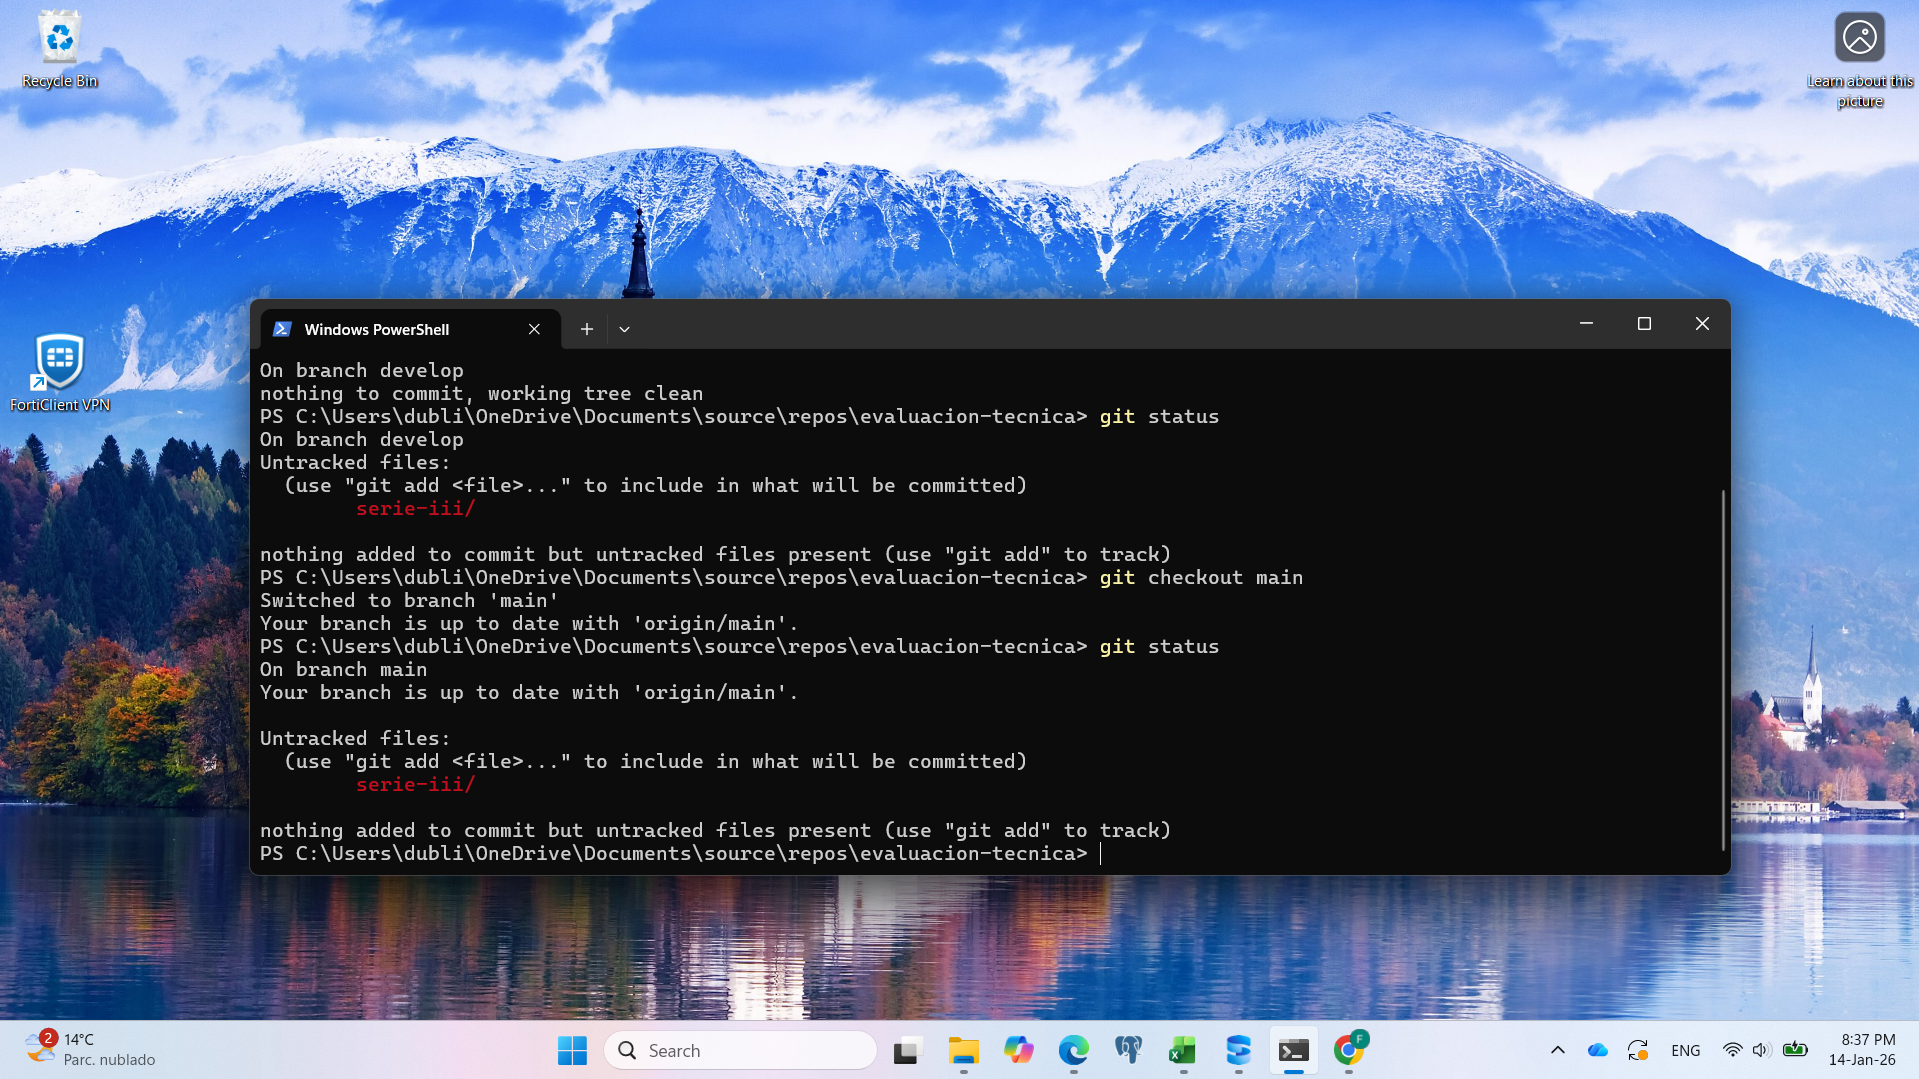 Recycle Bin
Learn about this
picture
FortiClient VPN
Windows PowerShell
On branch develop
nothing to commit, working tree clean
PS C:\Users\dubli\OneDrive\Documents\source\repos\evaluacion-tecnica> git status
On branch develop
Untracked files:
  (use "git add <file>..." to include in what will be committed)
        serie-iii/
nothing added to commit but untracked files present (use "git add" to track)
PS C:\Users\dubli\OneDrive\Documents\source\repos\evaluacion-tecnica> git checkout main
Switched to branch 'main'
Your branch is up to date with 'origin/main'.
PS C:\Users\dubli\OneDrive\Documents\source\repos\evaluacion-tecnica> git status
On branch main
Your branch is up to date with 'origin/main'.
Untracked files:
  (use "git add <file>..." to include in what will be committed)
        serie-iii/
nothing added to commit but untracked files present (use "git add" to track)
PS C:\Users\dubli\OneDrive\Documents\source\repos\evaluacion-tecnica>
2
14°C
Parc. nublado
Search
F
ENG
8:37 PM
14-Jan-26